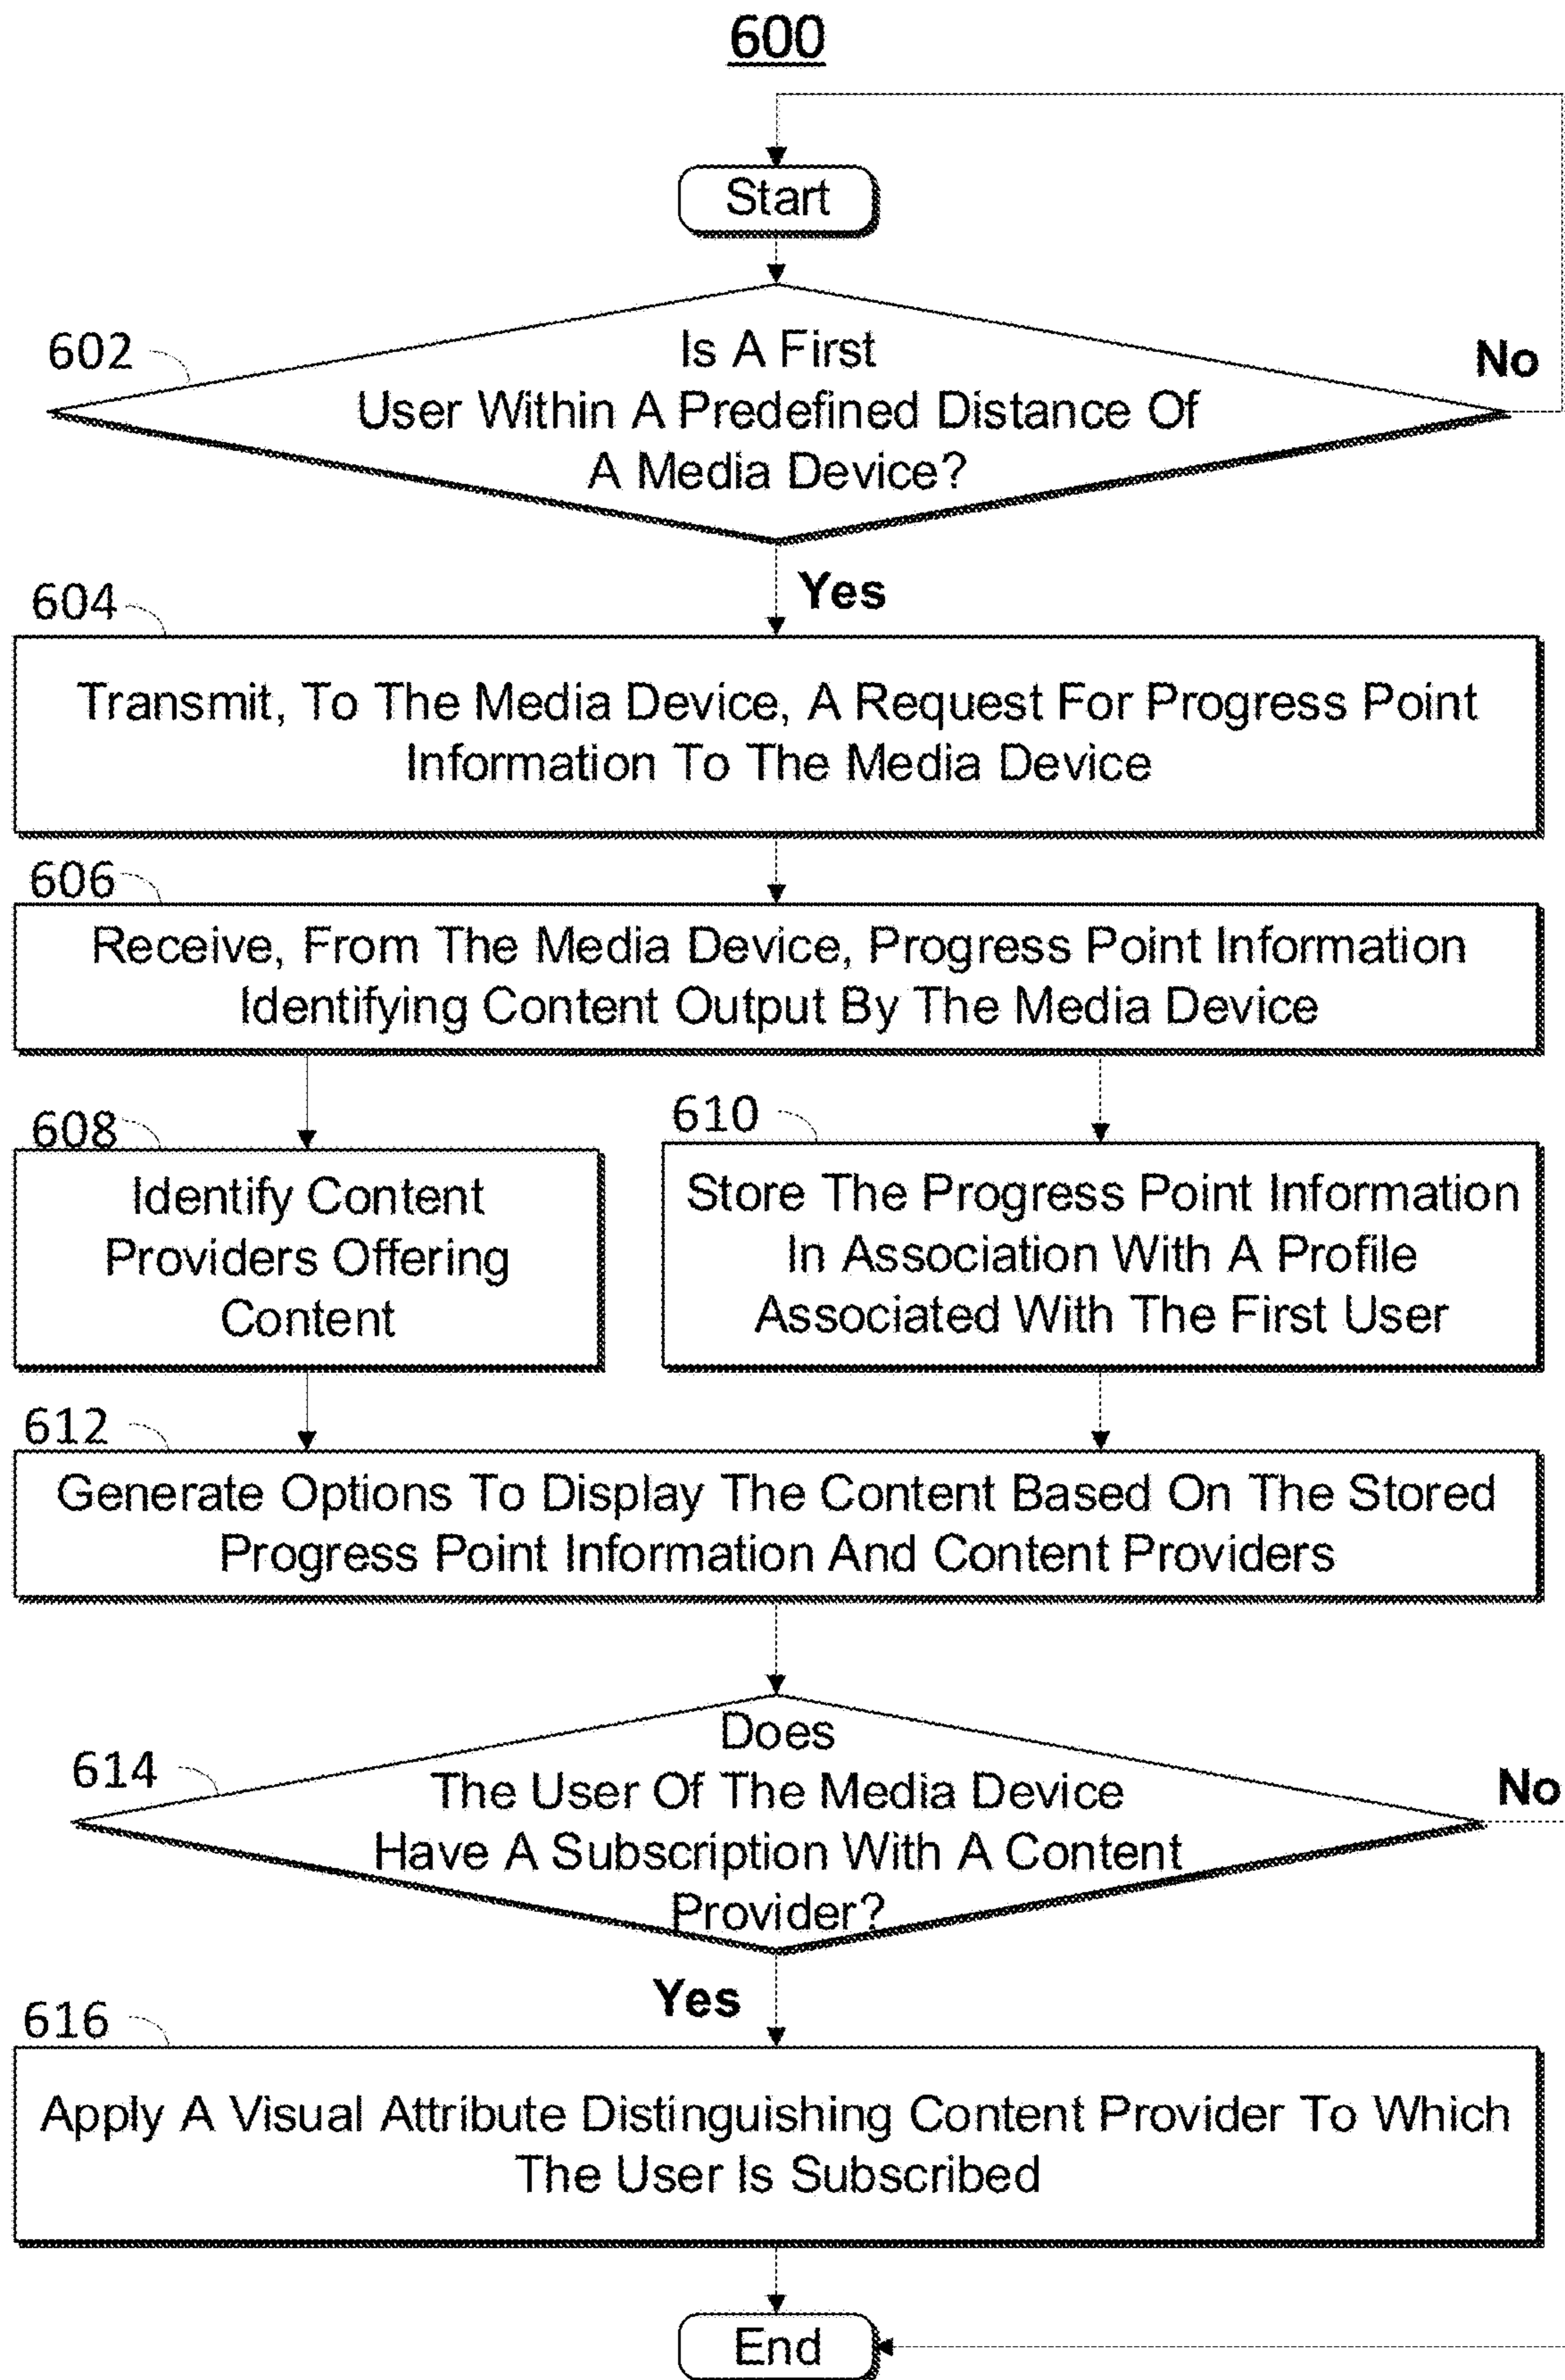 600
Start
602
Is A First
User Within A Predefined Distance Of
A Media Device?
No
Yes
604
Transmit, To The Media Device, A Request For Progress Point
Information To The Media Device
606
Receive, From The Media Device, Progress Point Information
Identifying Content Output By The Media Device
608
Identify Content
Providers Offering
Content
610
Store The Progress Point Information
In Association With A Profile
Associated With The First User
612
Generate Options To Display The Content Based On The Stored
Progress Point Information And Content Providers
614
Does
The User Of The Media Device
Have A Subscription With A Content
Provider?
No
Yes
616
Apply A Visual Attribute Distinguishing Content Provider To Which
The User Is Subscribed
End